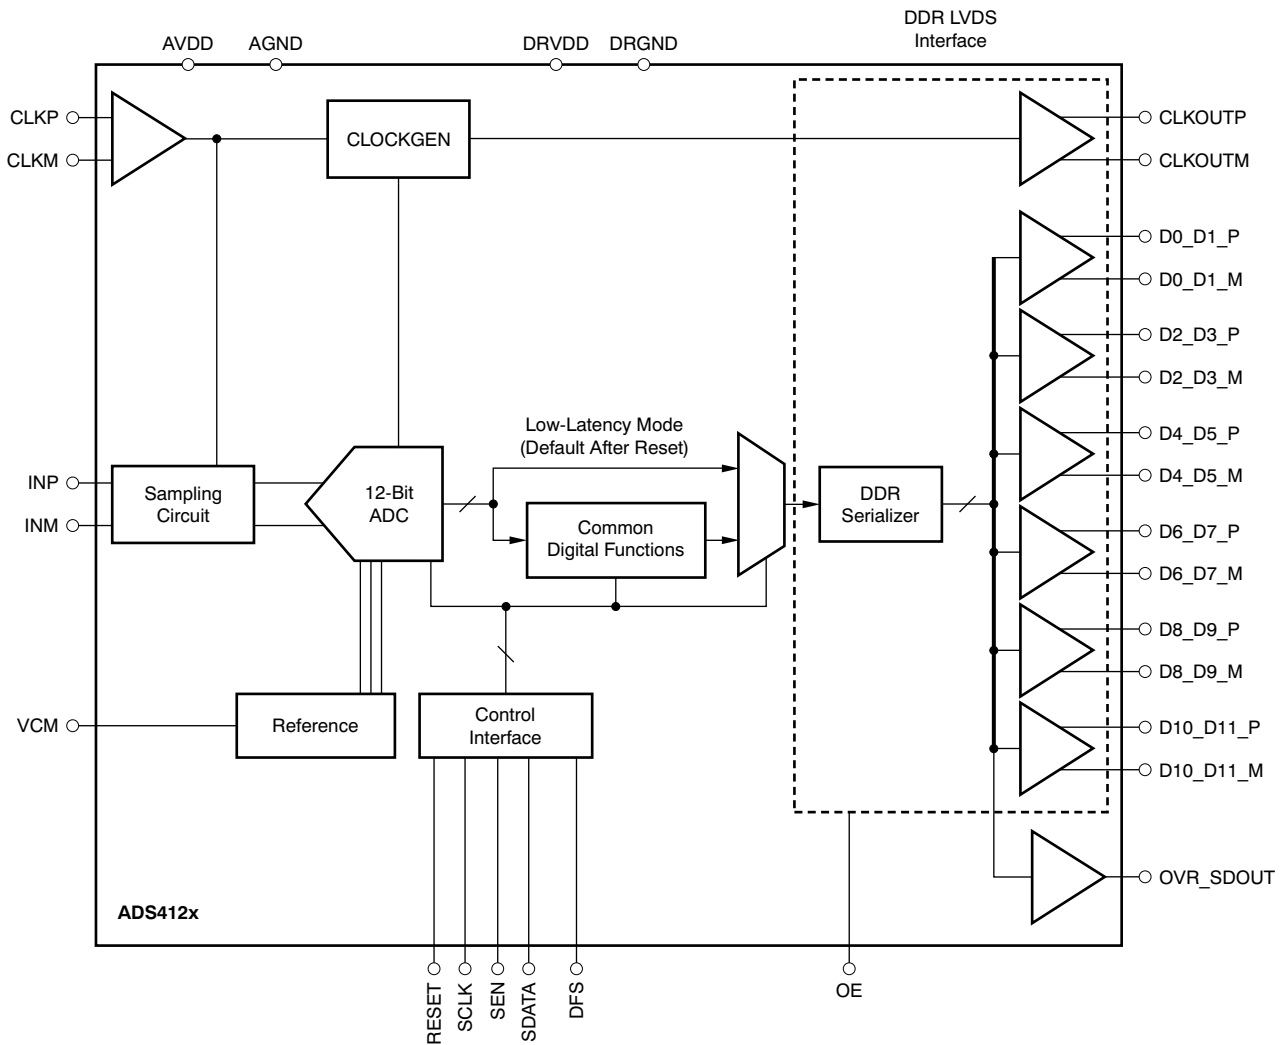 DDR LVDS
Interface
AVDD
AGND
DRVDD
DRGND
CLKP
CLKM
CLOCKGEN
CLKOUTP
CLKOUTM
D0_D1_P
D0_D1_M
D2_D3_P
D2_D3_M
Low-Latency Mode
(Default After Reset)
D4_D5_P
D4_D5_M
INP
INM
Sampling
Circuit
12-Bit
ADC
Common
Digital Functions
DDR
Serializer
D6_D7_P
D6_D7_M
D8_D9_P
D8_D9_M
VCM
Reference
Control
Interface
D10_D11_P
D10_D11_M
OVR_SDOUT
ADS412x
RESET
SCLK
SEN
SDATA
DFS
OE